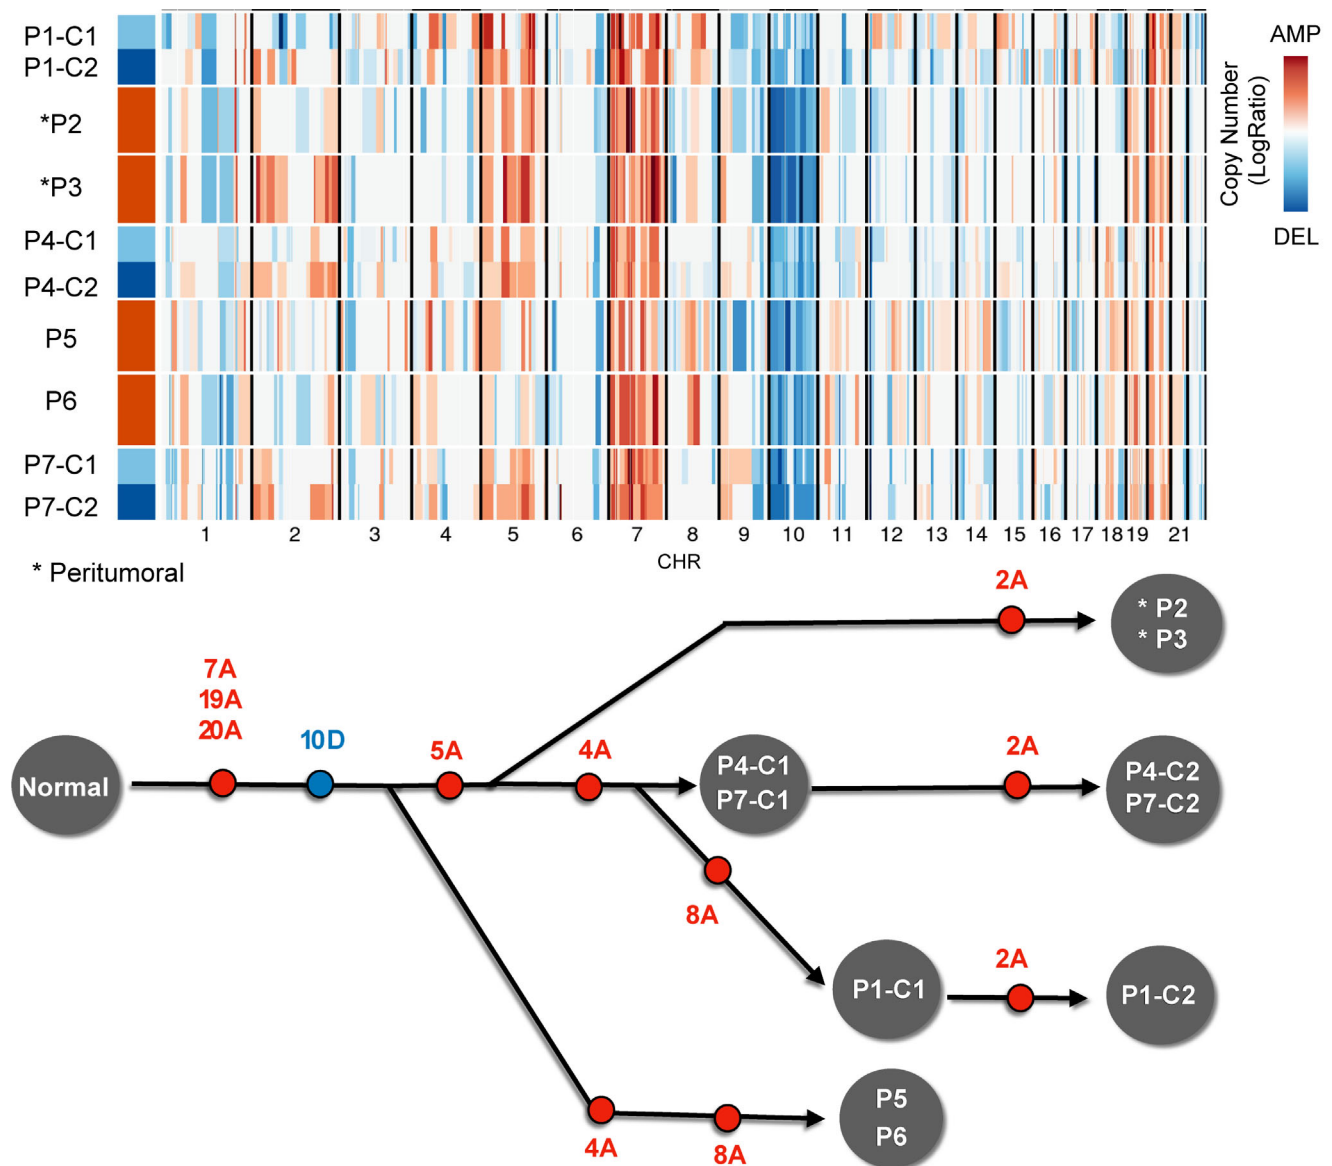 P1-C1
P1-C2
*P2
*P3
P4-C1
P4-C2
P5
P6
P7-C1
P7-C2
AMP
Copy Number
(LogRatio)
DEL
1 2 3 4 5 6 7 8 9 10 11 12 13 14 15 16 17 18 19 21
CHR
* Peritumoral
2A
* P2
* P3
7A
19A
20A
10D
5A
4A
2A
Normal
P4-C1
P7-C1
P4-C2
P7-C2
8A
2A
P1-C1
P1-C2
4A
8A
P5
P6